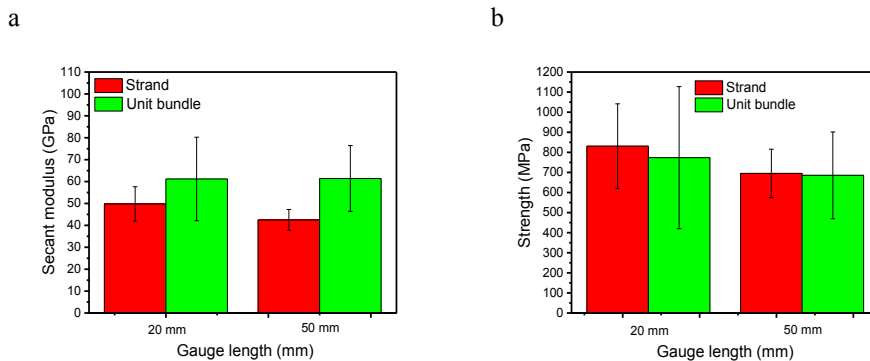 a
Secant modulus (GPa)
110
100
90
80
70
60
50
40
30
20
10
0
Strand
Unit bundle
20 mm
50 mm
Gauge length (mm)
b
Strength (MPa)
1200
1100
1000
900
800
700
600
500
400
300
200
100
0
Strand
Unit bundle
20 mm
50 mm
Gauge length (mm)